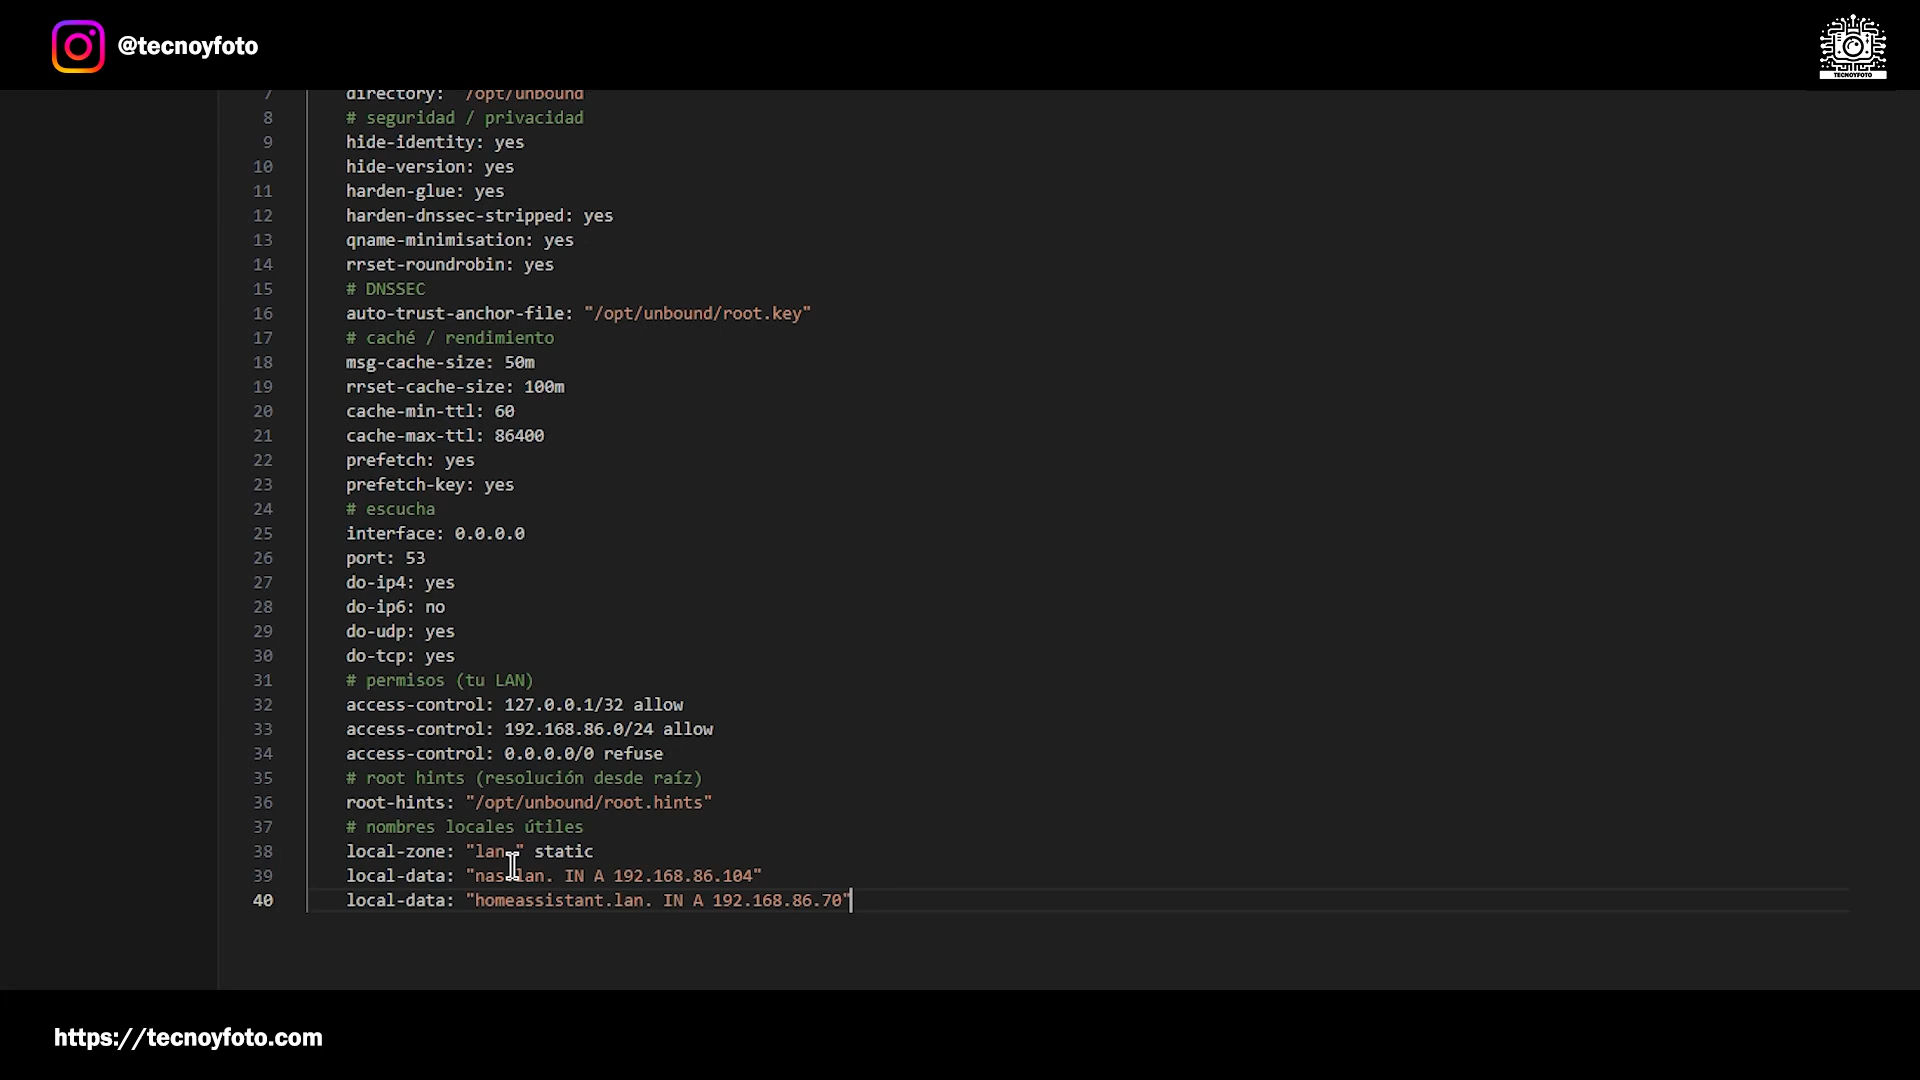 @tecnoyfoto
TECNOYFOTO
7 directory: "/opt/unbound
8 # seguridad / privacidad
9 hide-identity: yes
10 hide-version: yes
11 harden-glue: yes
12 harden-dnssec-stripped: yes
13 qname-minimisation: yes
14 rrset-roundrobin: yes
15 # DNSSEC
16 auto-trust-anchor-file: "/opt/unbound/root.key"
17 # caché / rendimiento
18 msg-cache-size: 50m
19 rrset-cache-size: 100m
20 cache-min-ttl: 60
21 cache-max-ttl: 86400
22 prefetch: yes
23 prefetch-key: yes
24 # escucha
25 interface: 0.0.0.0
26 port: 53
27 do-ip4: yes
28 do-ip6: no
29 do-udp: yes
30 do-tcp: yes
31 # permisos (tu LAN)
32 access-control: 127.0.0.1/32 allow
33 access-control: 192.168.86.0/24 allow
34 access-control: 0.0.0.0/0 refuse
35 # root hints (resolución desde raíz)
36 root-hints: "/opt/unbound/root.hints"
37 # nombres locales útiles
38 local-zone: "lan." static
39 local-data: "nas.lan. IN A 192.168.86.104"
40 local-data: "homeassistant.lan. IN A 192.168.86.70"
https://tecnoyfoto.com